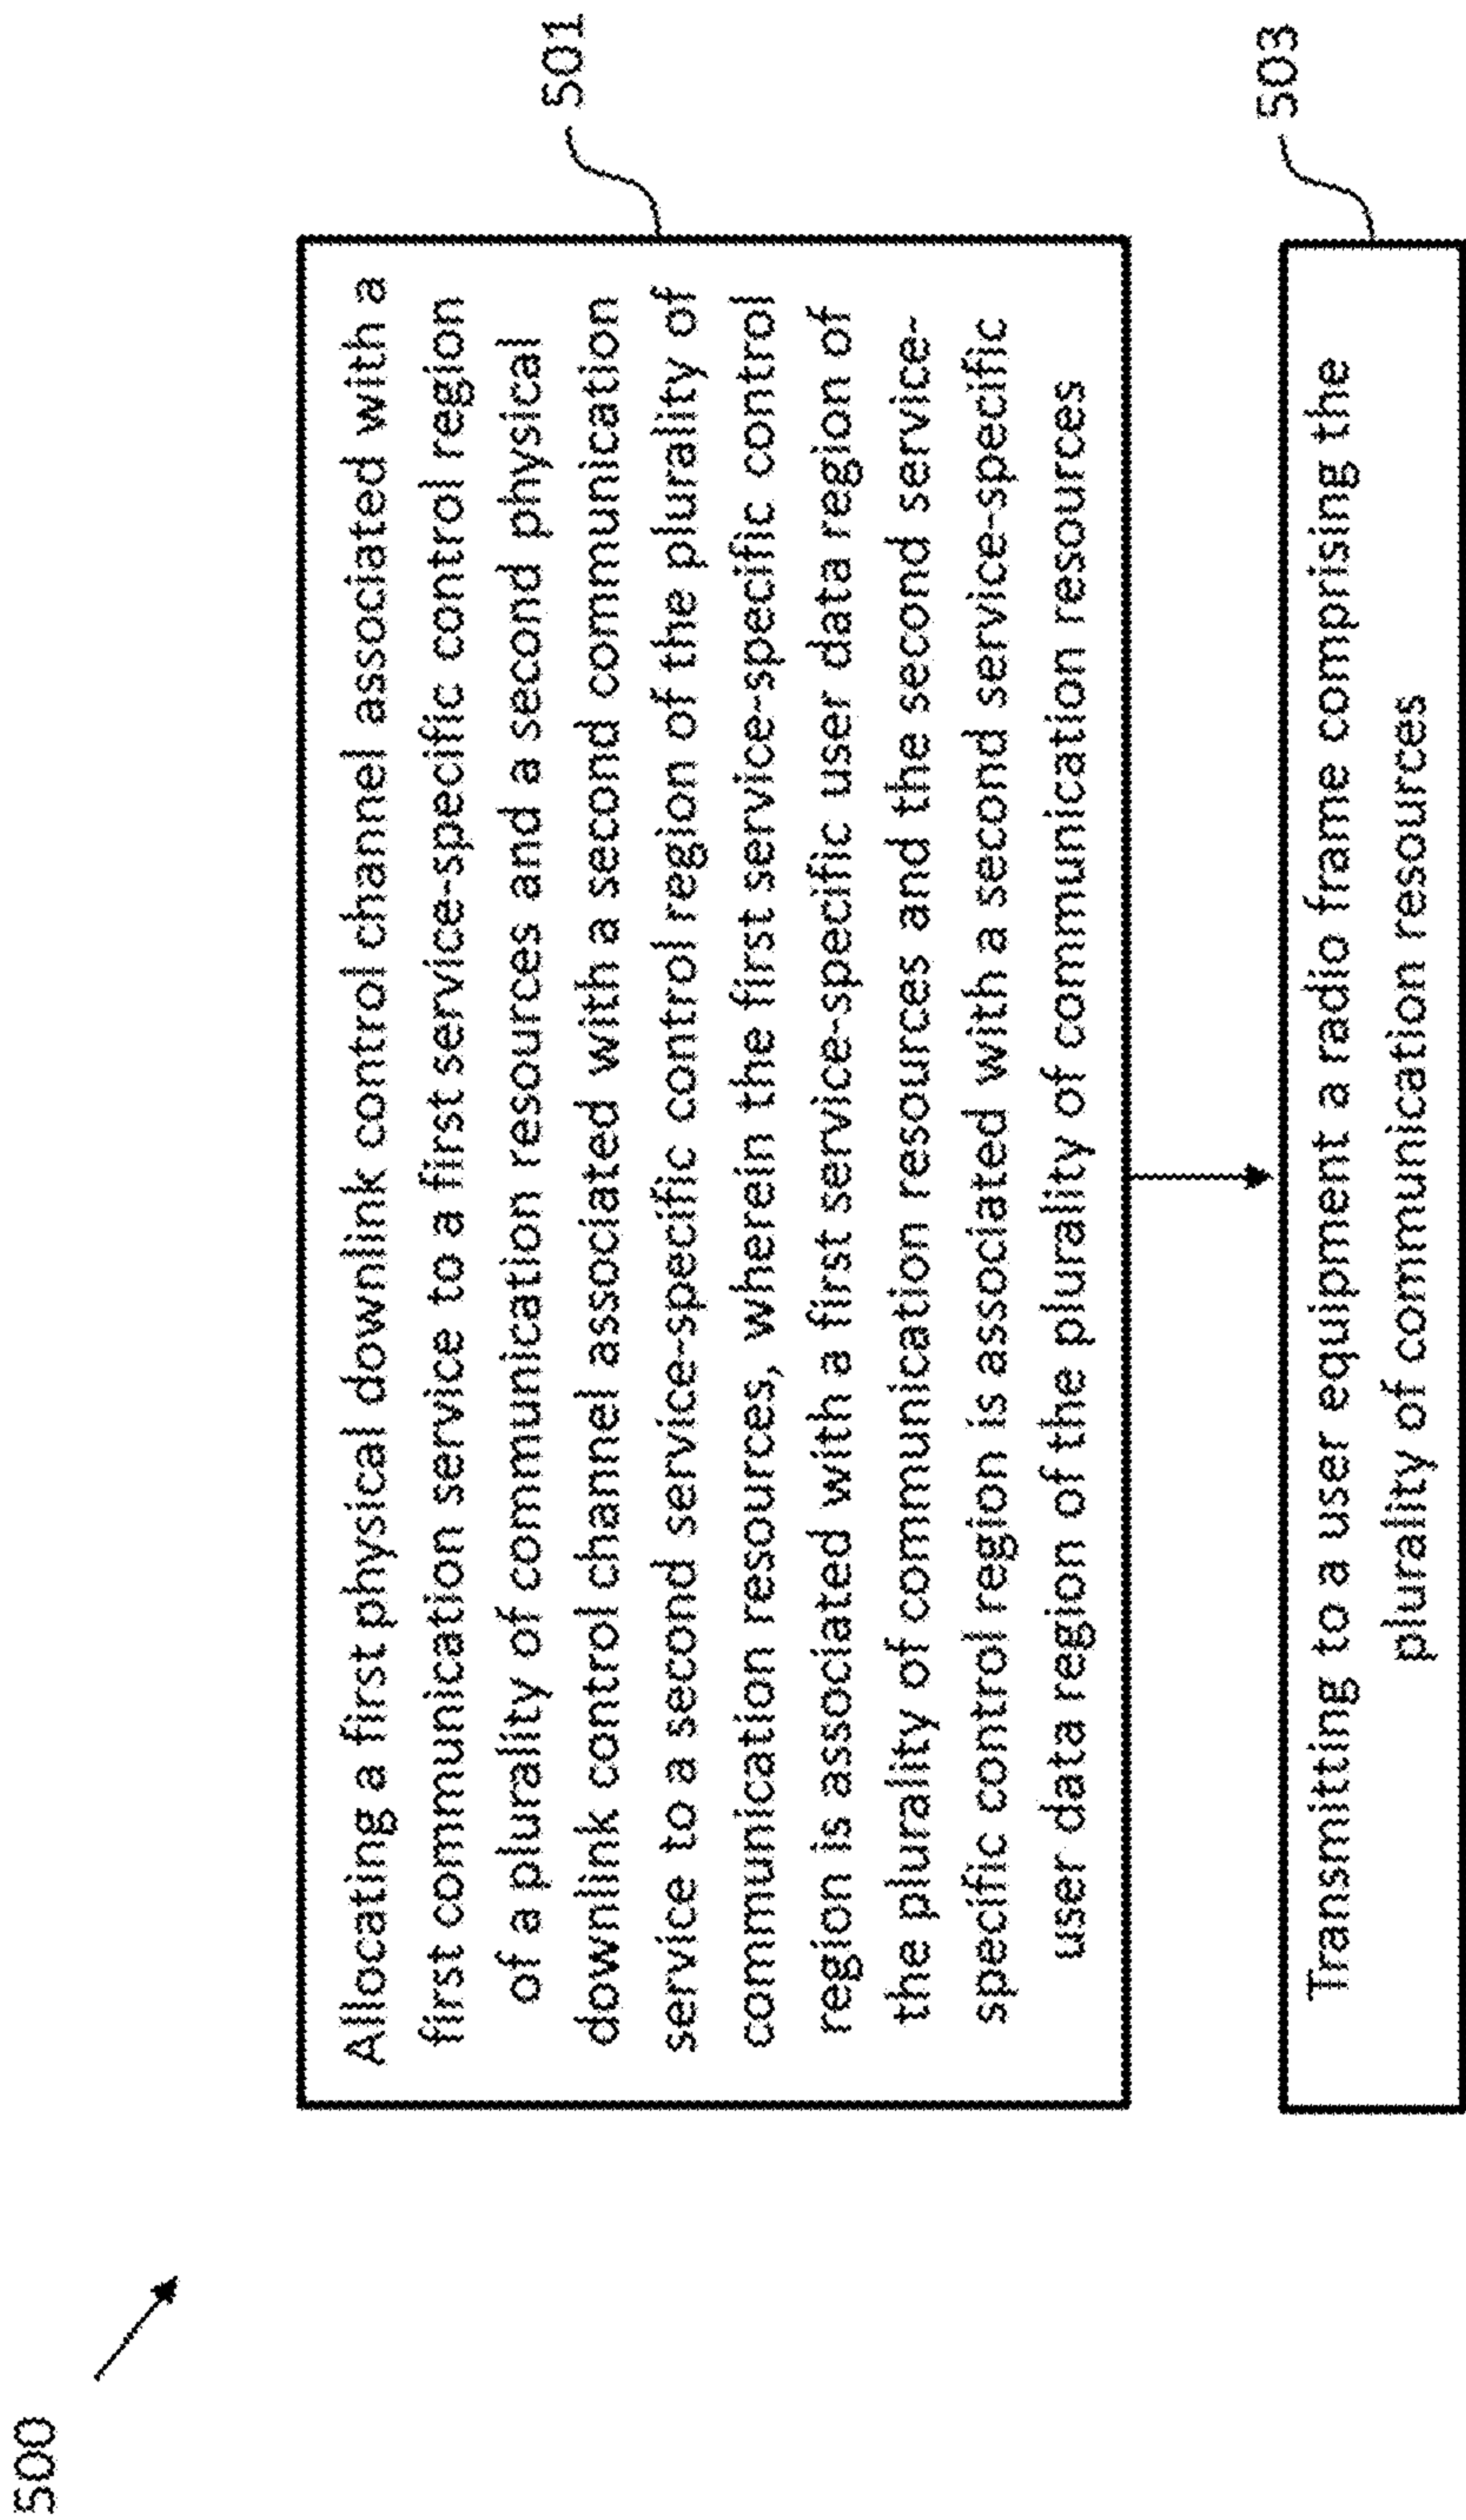 500
Allocating a first physical downlink control channel associated with a
first communication service to a first service-specific control region
of a plurality of communication resources and a second physical
downlink control channel associated with a second communication
service to a second service-specific control region of the plurality of
communication resources, wherein the first service-specific control
region is associated with a first service-specific user data region of
the plurality of communication resources and the second service-
specific control region is associated with a second service-specific
user data region of the plurality of communication resources
501
Transmitting to a user equipment a radio frame comprising the
plurality of communication resources
503